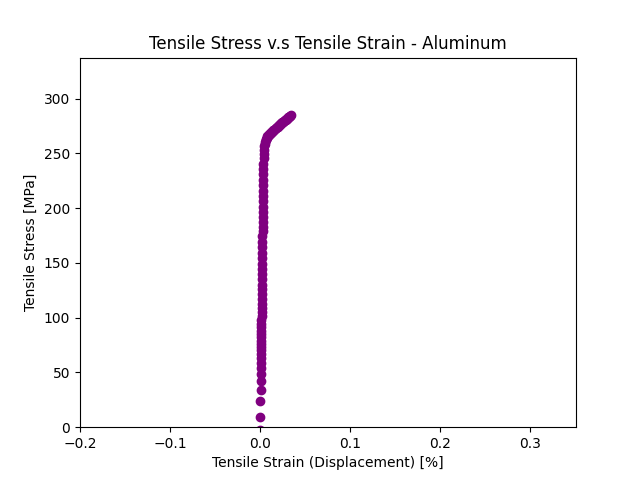 Tensile Stress v.s Tensile Strain - Aluminum
300
250
200
150
100
50
0
Tensile Stress [MPa]
−0.2 −0.1 0.0 0.1 0.2 0.3
Tensile Strain (Displacement) [%]